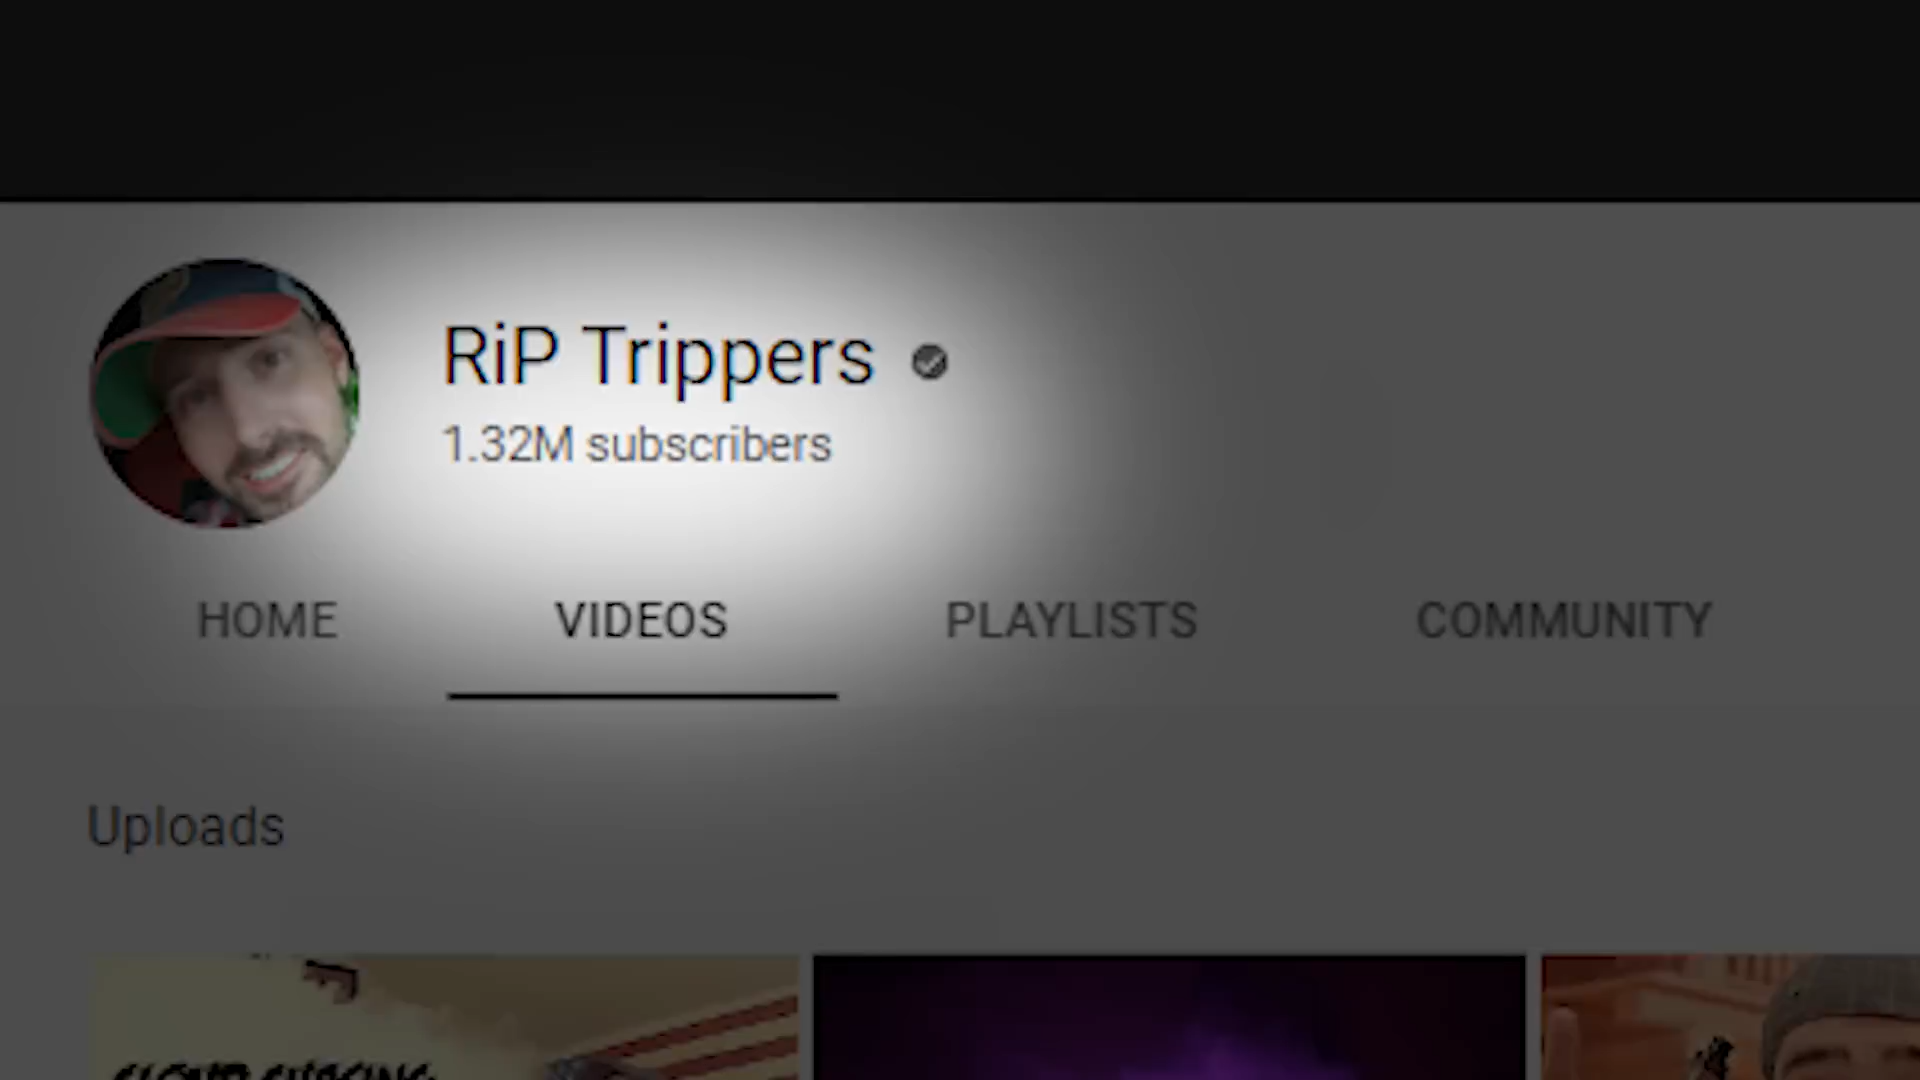 RiP Trippers
1.32M subscribers
HOME VIDEOS PLAYLISTS COMMUNITY
Uploads